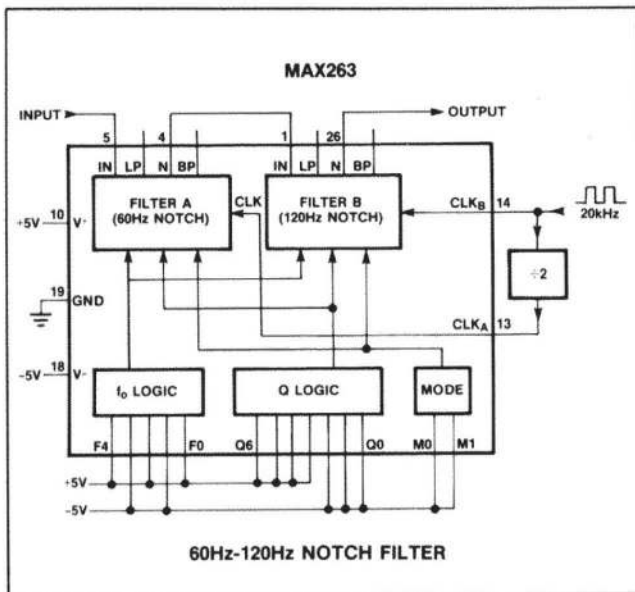 MAX263
INPUT
OUTPUT
5 4 1 26
IN LP N BP
IN LP N BP
FILTER A
(60Hz NOTCH)
CLK
FILTER B
(120Hz NOTCH)
CLKB 14
20kHz
+5V 10 V+
÷2
19 GND
CLKA 13
-5V 18 V-
fo LOGIC
Q LOGIC
MODE
F4 F0 Q6 Q0 M0 M1
+5V
-5V
60Hz-120Hz NOTCH FILTER